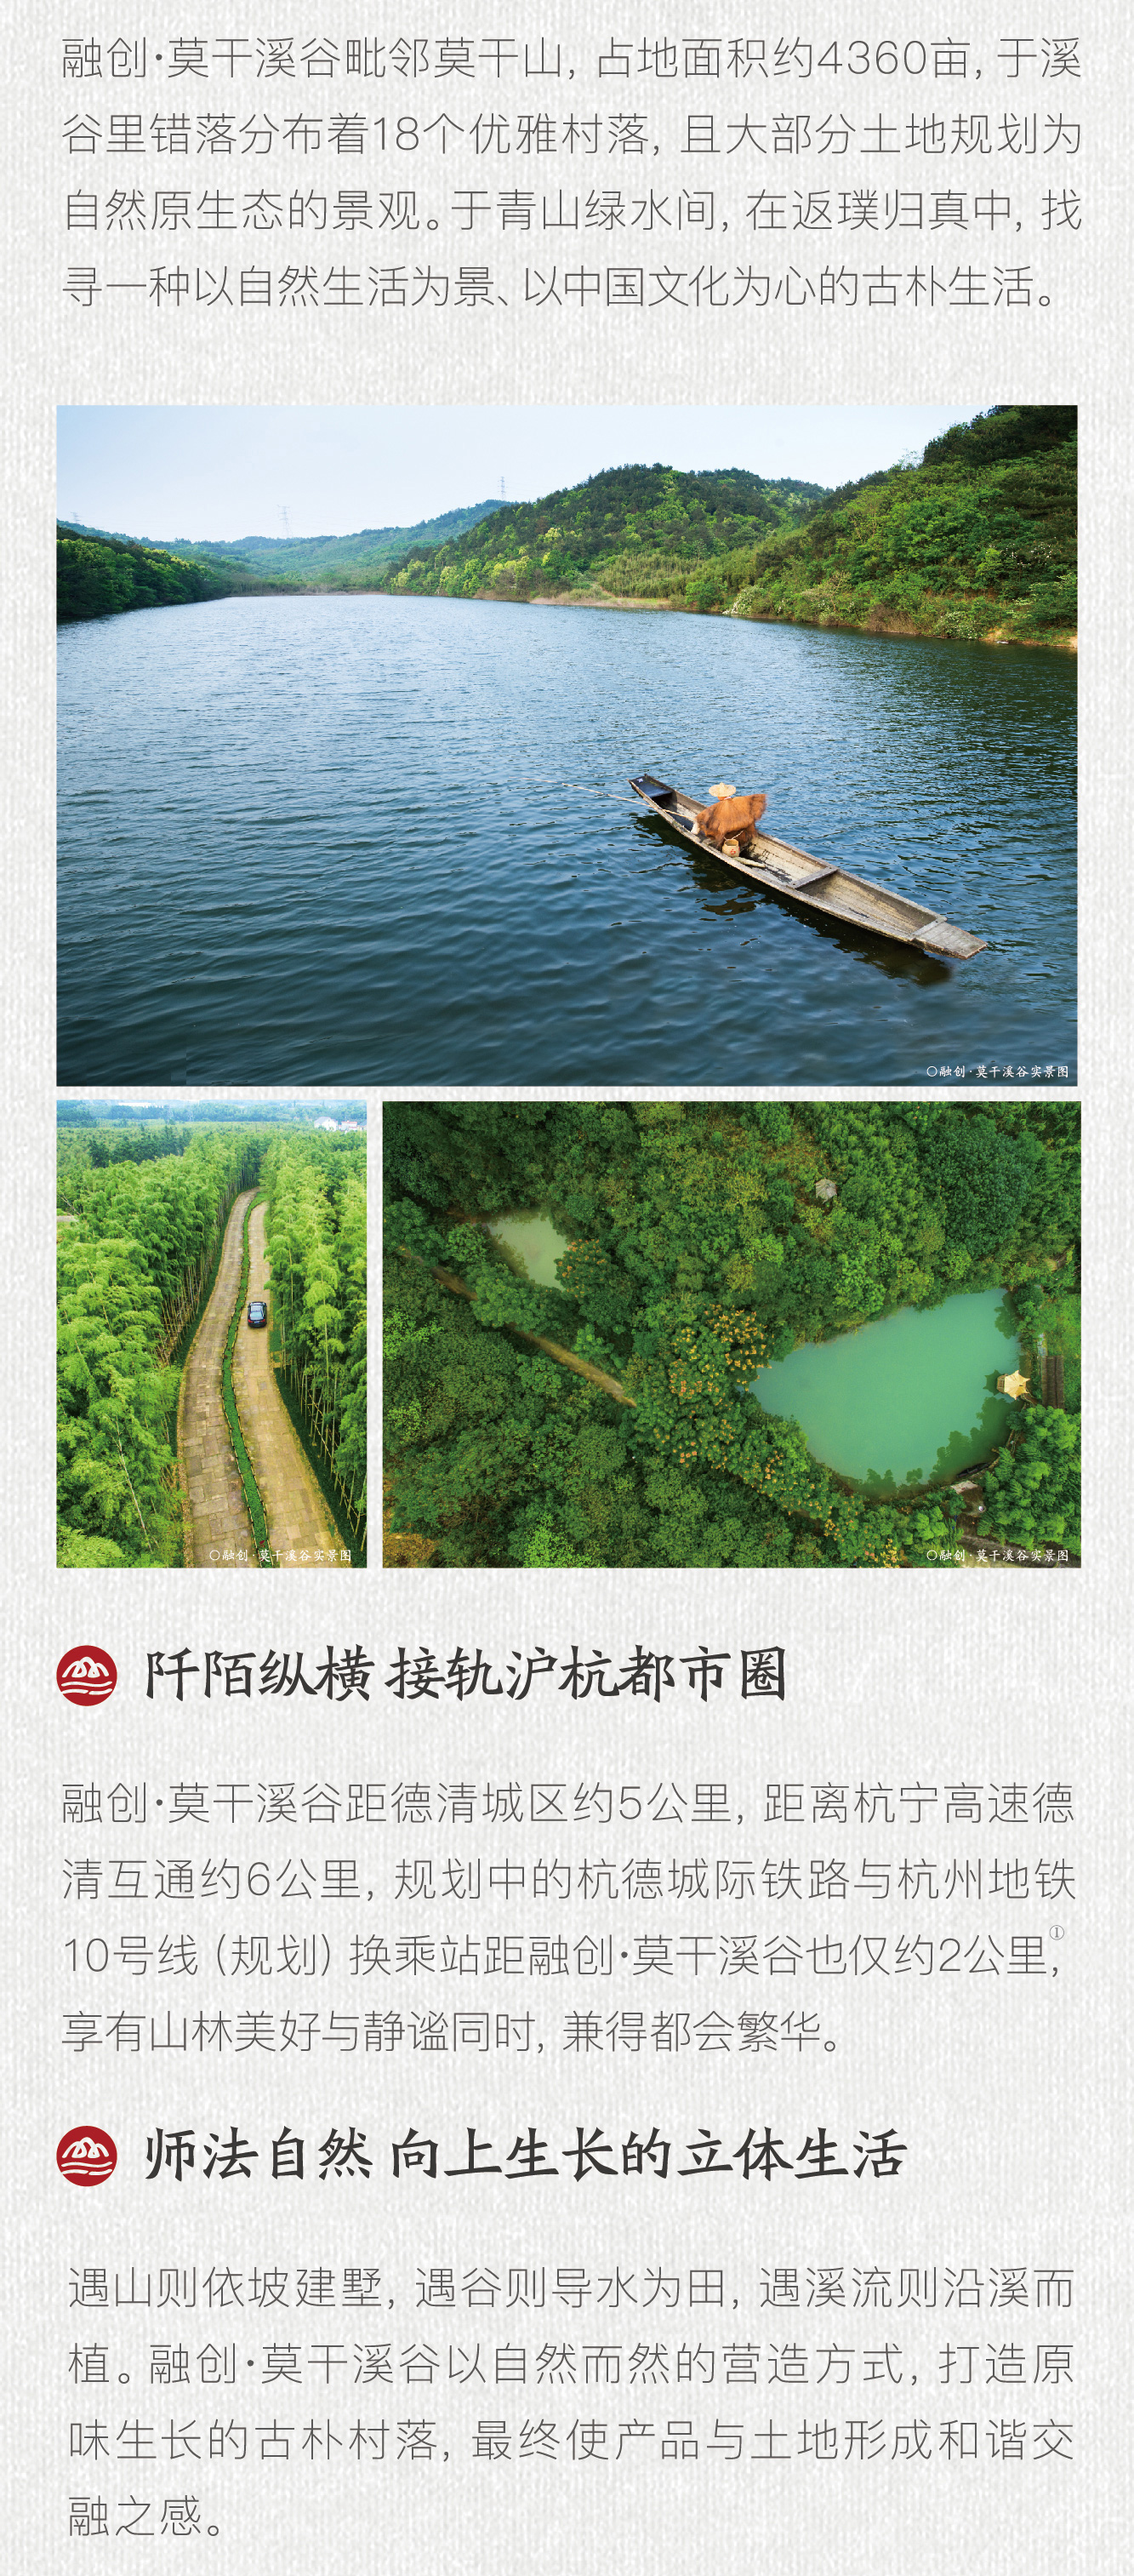 融创·莫干溪谷毗邻莫干山, 占地面积约4360亩, 于溪
谷里错落分布着18个优雅村落, 且大部分土地规划为
自然原生态的景观。于青山绿水间, 在返璞归真中, 找
寻一种以自然生活为景、以中国文化为心的古朴生活。
○融创·莫干溪谷实景图
○融创·莫干溪谷实景图
○融创·莫干溪谷实景图
阡陌纵横 接轨沪杭都市圈
融创·莫干溪谷距德清城区约5公里, 距离杭宁高速德
清互通约6公里, 规划中的杭德城际铁路与杭州地铁
10号线 (规划) 换乘站距融创·莫干溪谷也仅约2公里①,
享有山林美好与静谧同时, 兼得都会繁华。
师法自然 向上生长的立体生活
遇山则依坡建墅, 遇谷则导水为田, 遇溪流则沿溪而
植。融创·莫干溪谷以自然而然的营造方式, 打造原
味生长的古朴村落, 最终使产品与土地形成和谐交
融之感。